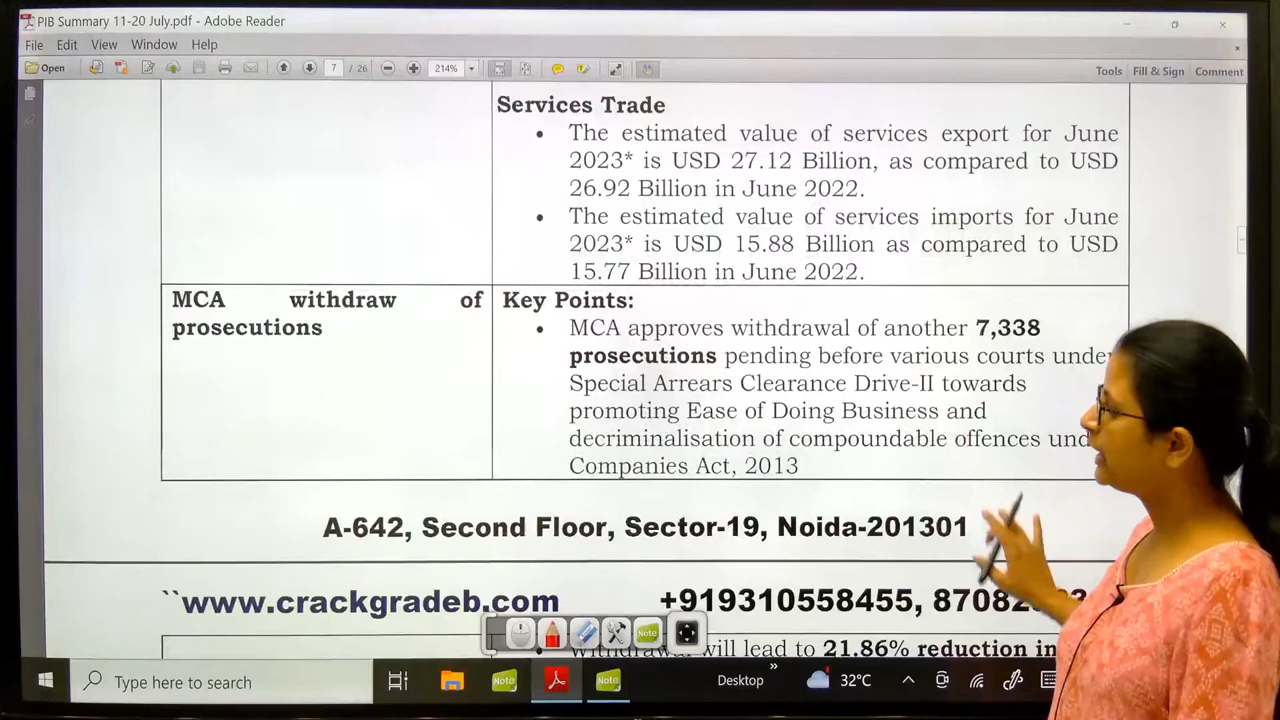 PIB Summary 11-20 July.pdf - Adobe Reader
File Edit View Window Help
Open 7 / 26 214% Tools Fill & Sign Comment
Services Trade
• The estimated value of services export for June
2023* is USD 27.12 Billion, as compared to USD
26.92 Billion in June 2022.
• The estimated value of services imports for June
2023* is USD 15.88 Billion as compared to USD
15.77 Billion in June 2022.
MCA withdraw of
prosecutions
Key Points:
• MCA approves withdrawal of another 7,338
prosecutions pending before various courts under
Special Arrears Clearance Drive-II towards
promoting Ease of Doing Business and
decriminalisation of compoundable offences
Companies Act, 2013
A-642, Second Floor, Sector-19, Noida-201301
``www.crackgradeb.com +919310558455,
will lead to 21.86% reduction in
Note
Type here to search
Note
Note
Desktop
32°C